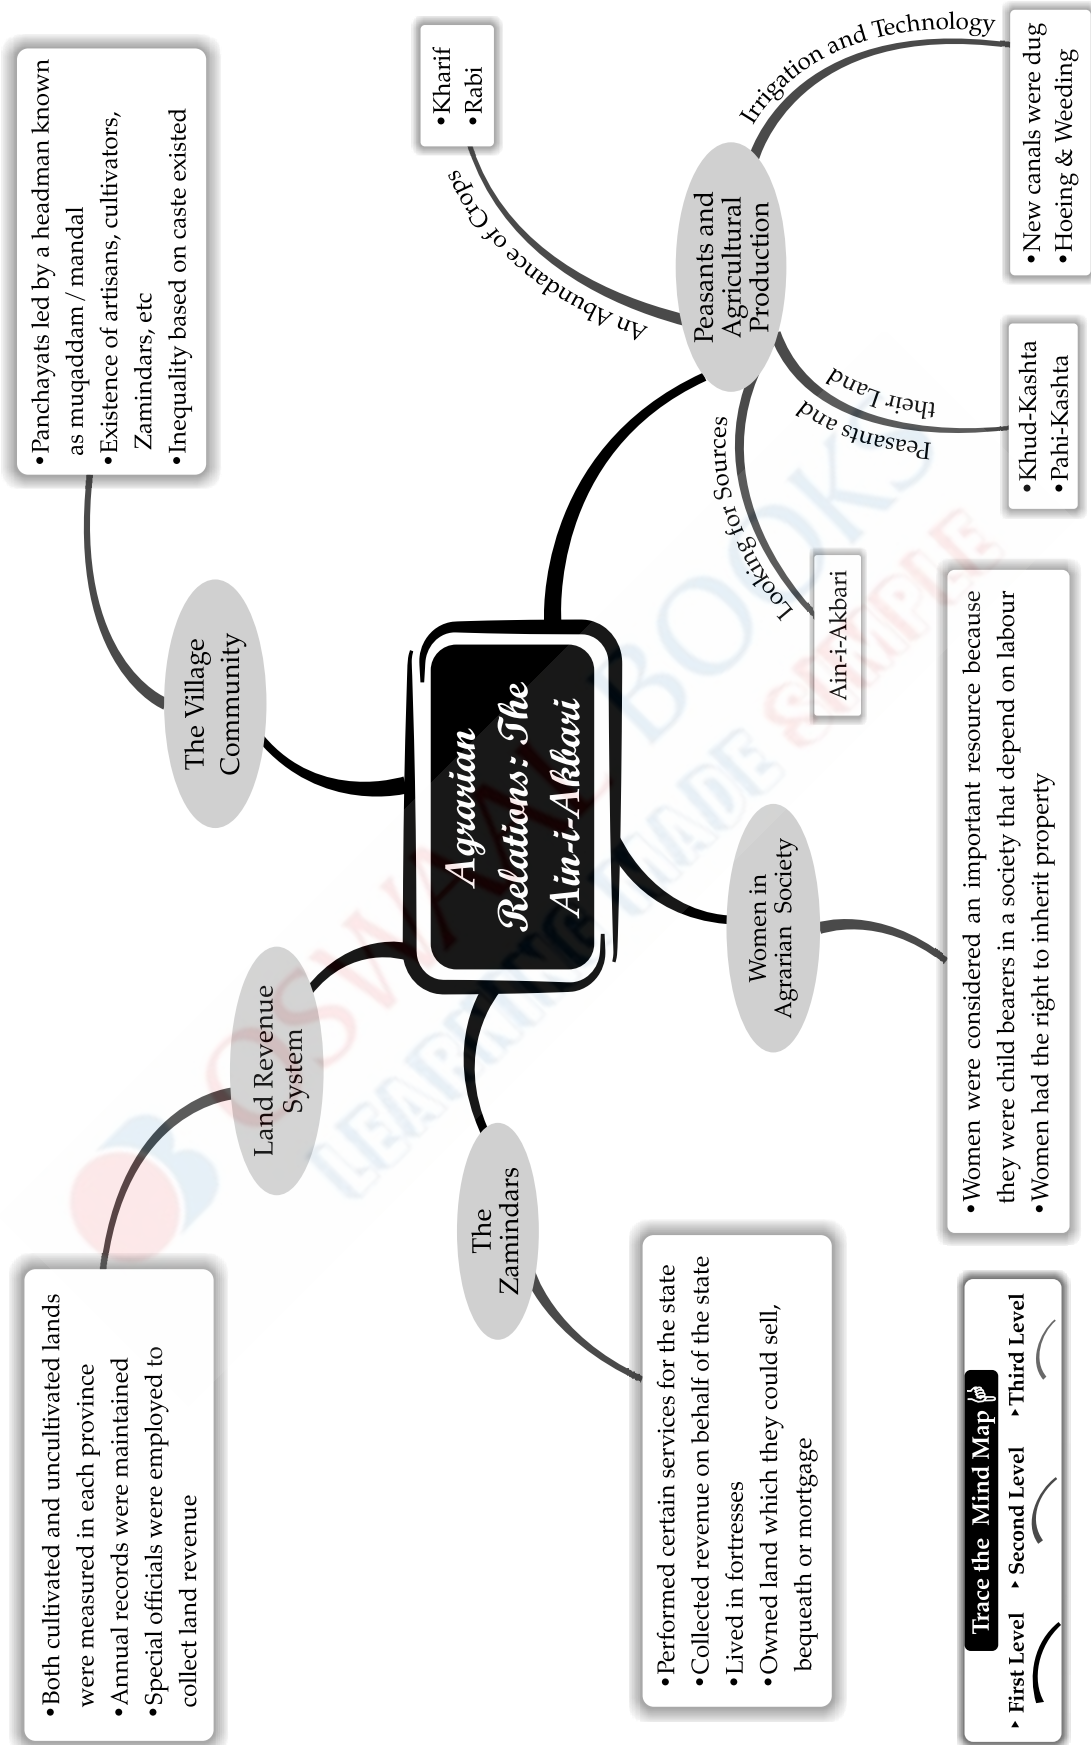 Agrarian
Relations: The
Ain-i-Akbari
Land Revenue
System
•Both cultivated and uncultivated lands
were measured in each province
•Annual records were maintained
•Special officials were employed to
collect land revenue
The Village
Community
•Panchayats led by a headman known
as muqaddam / mandal
•Existence of artisans, cultivators,
Zamindars, etc
•Inequality based on caste existed
Peasants and
Agricultural
Production
An Abundance of Crops
•Kharif
•Rabi
Irrigation and Technology
•New canals were dug
•Hoeing & Weeding
Peasants and
their Land
•Khud-Kashta
•Pahi-Kashta
Looking for Sources
Ain-i-Akbari
Women in
Agrarian Society
•Women were considered an important resource because
they were child bearers in a society that depend on labour
•Women had the right to inherit property
The
Zamindars
•Performed certain services for the state
•Collected revenue on behalf of the state
•Lived in fortresses
•Owned land which they could sell,
bequeath or mortgage
Trace the Mind Map
First Level Second Level Third Level
OSWAAL BOOKS
LEARNING MADE SIMPLE